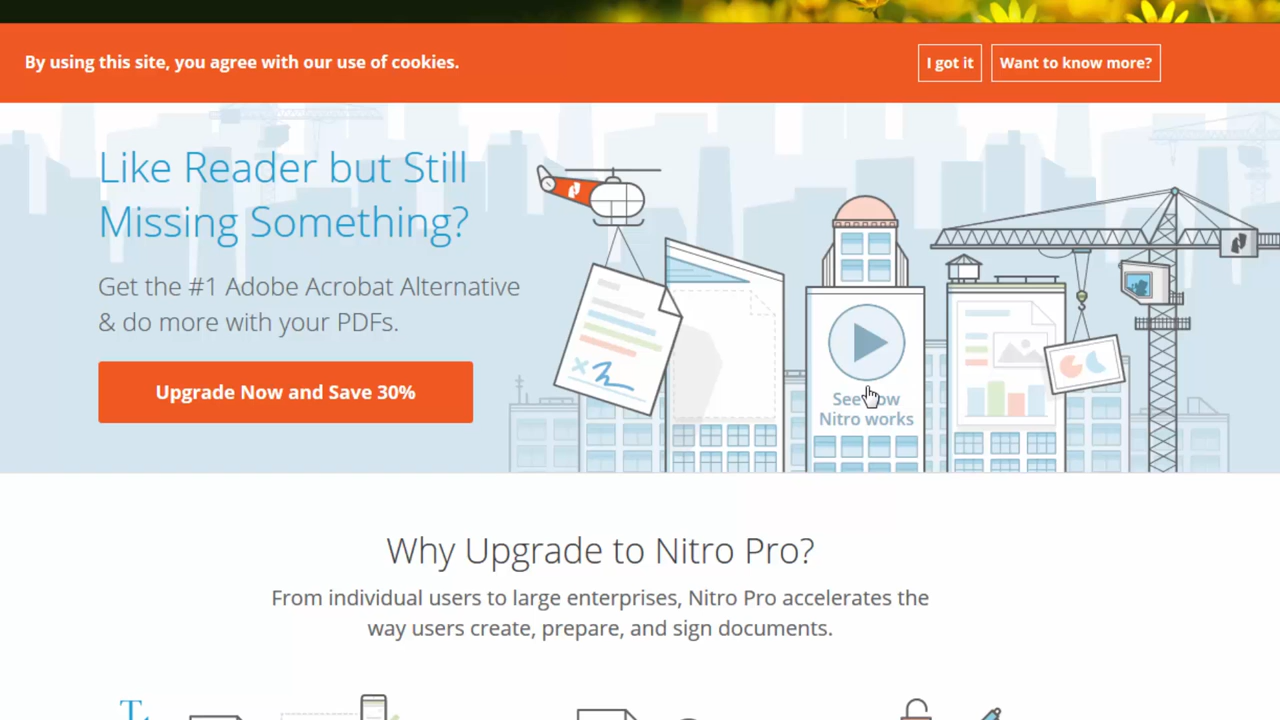 By using this site, you agree with our use of cookies.
I got it
Want to know more?
Like Reader but Still
Missing Something?
Get the #1 Adobe Acrobat Alternative
& do more with your PDFs.
Upgrade Now and Save 30%
See how
Nitro works
Why Upgrade to Nitro Pro?
From individual users to large enterprises, Nitro Pro accelerates the
way users create, prepare, and sign documents.